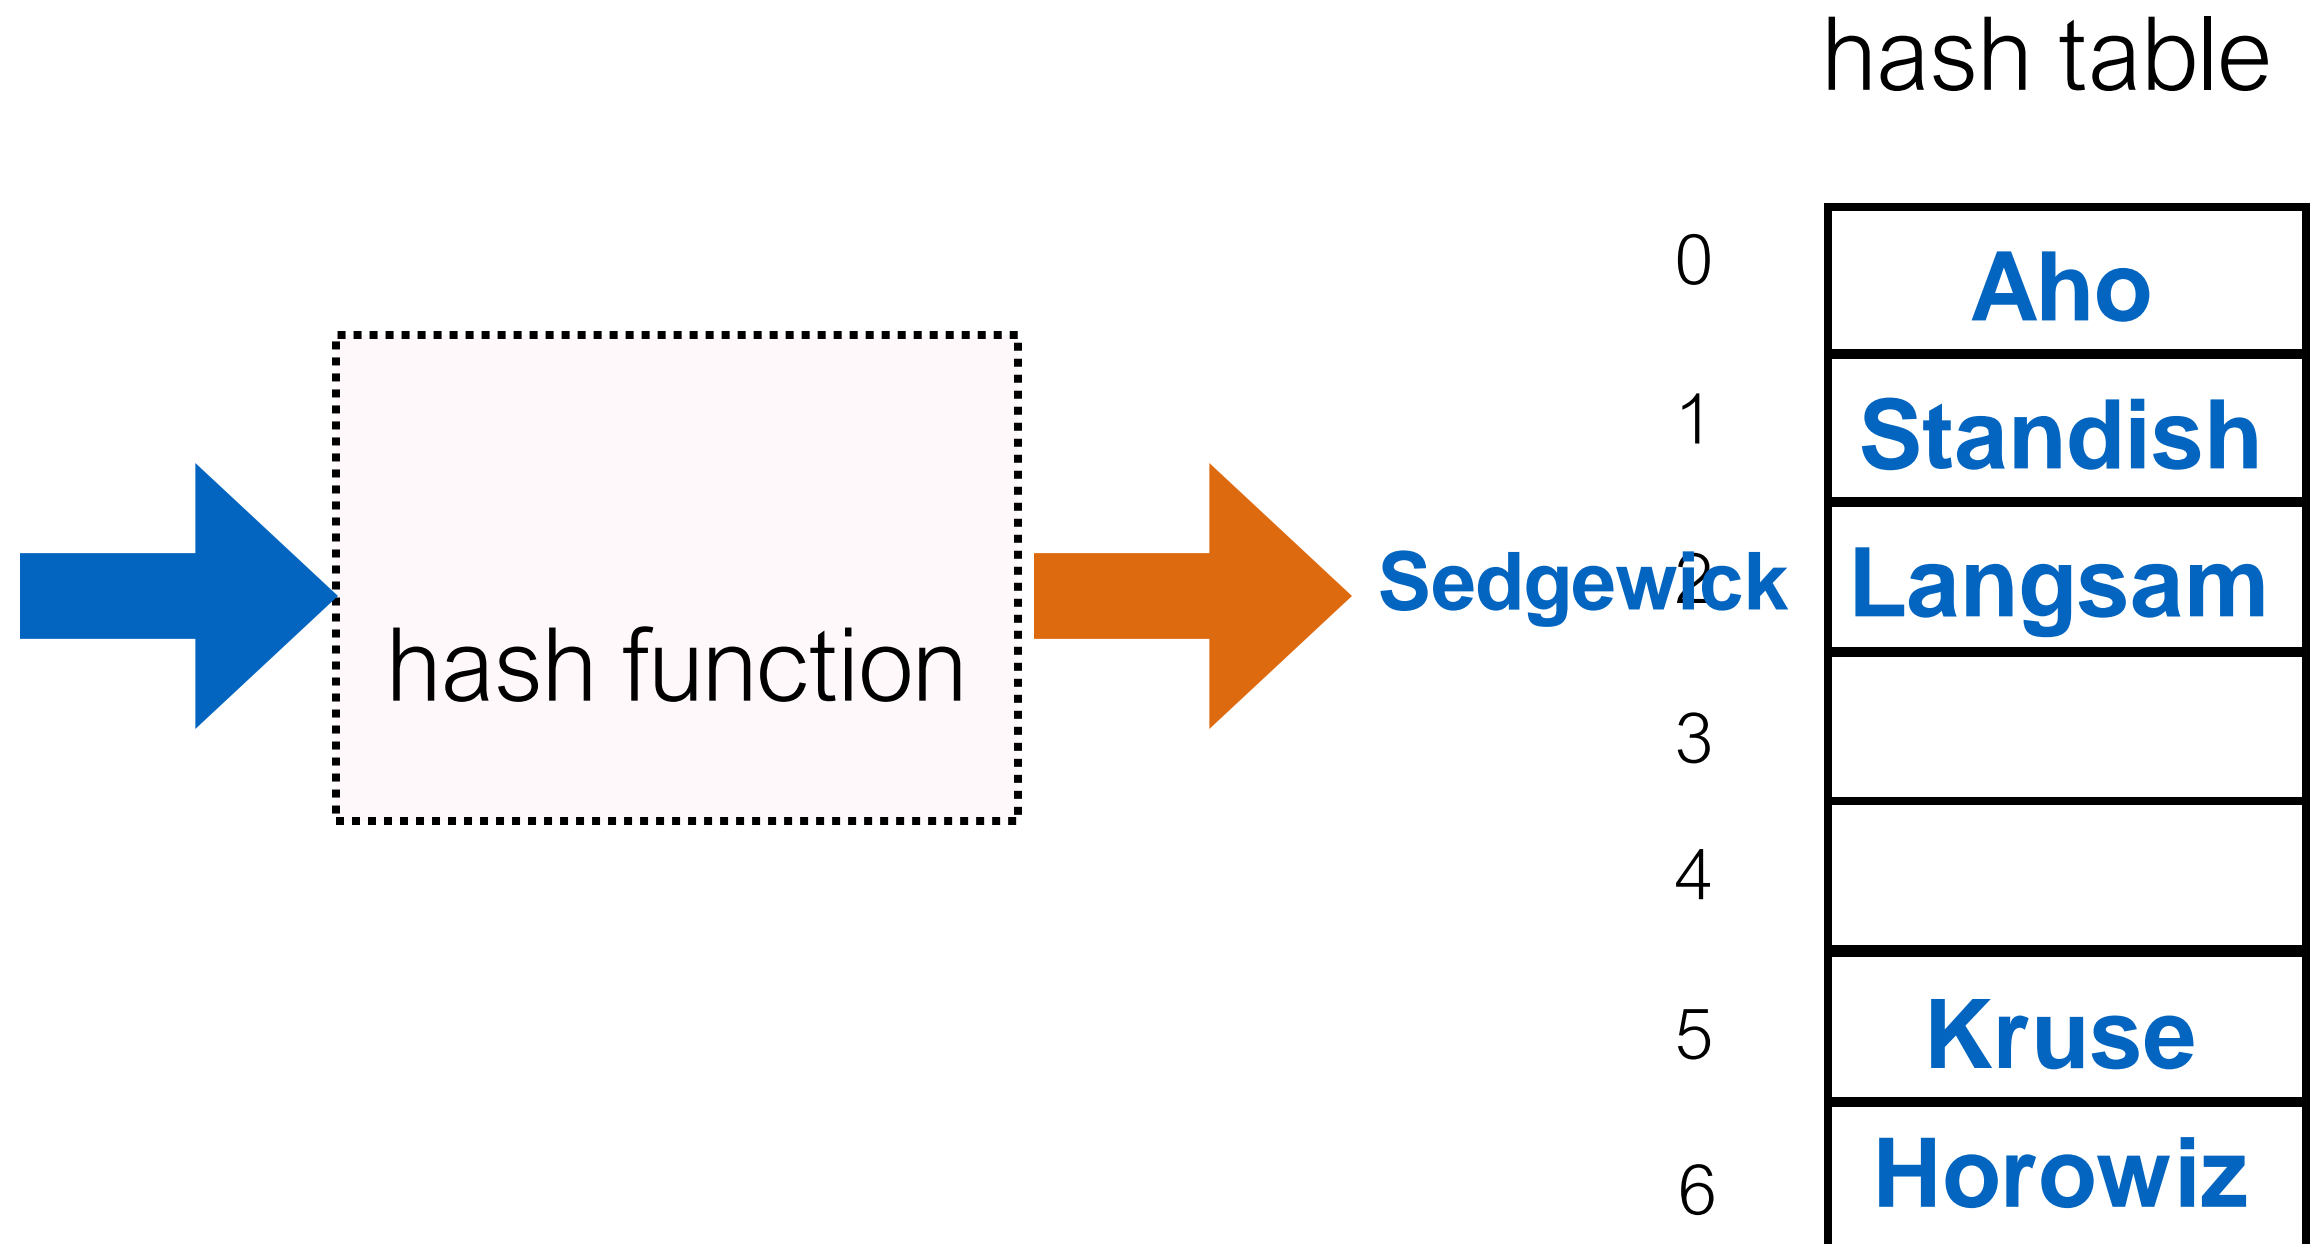 hash table
0 Aho
1 Standish
Sedgewick 2 Langsam
hash function
3
4
5 Kruse
6 Horowiz